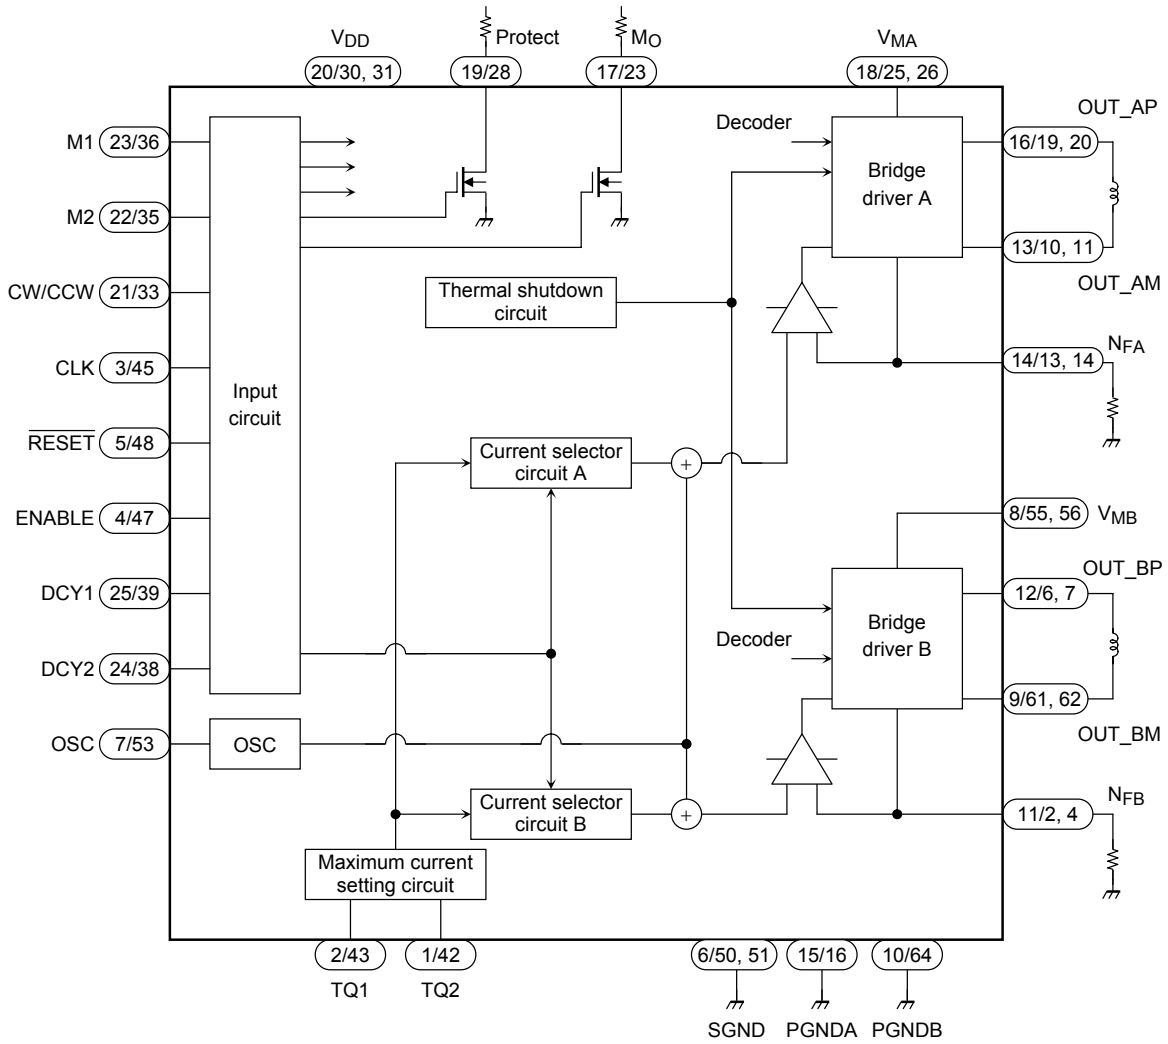 VDD
Protect
MO
VMA
20/30, 31
19/28
17/23
18/25, 26
OUT_AP
M1
23/36
Decoder
16/19, 20
Bridge
driver A
M2
22/35
13/10, 11
OUT_AM
CW/CCW
21/33
Thermal shutdown
circuit
NFA
14/13, 14
CLK
3/45
Input
circuit
RESET
5/48
Current selector
circuit A
+
ENABLE
4/47
8/55, 56
VMB
OUT_BP
DCY1
25/39
12/6, 7
Bridge
driver B
Decoder
DCY2
24/38
9/61, 62
OUT_BM
OSC
7/53
OSC
NFB
Current selector
circuit B
+
11/2, 4
Maximum current
setting circuit
2/43
1/42
6/50, 51
15/16
10/64
TQ1
TQ2
SGND
PGNDA
PGNDB